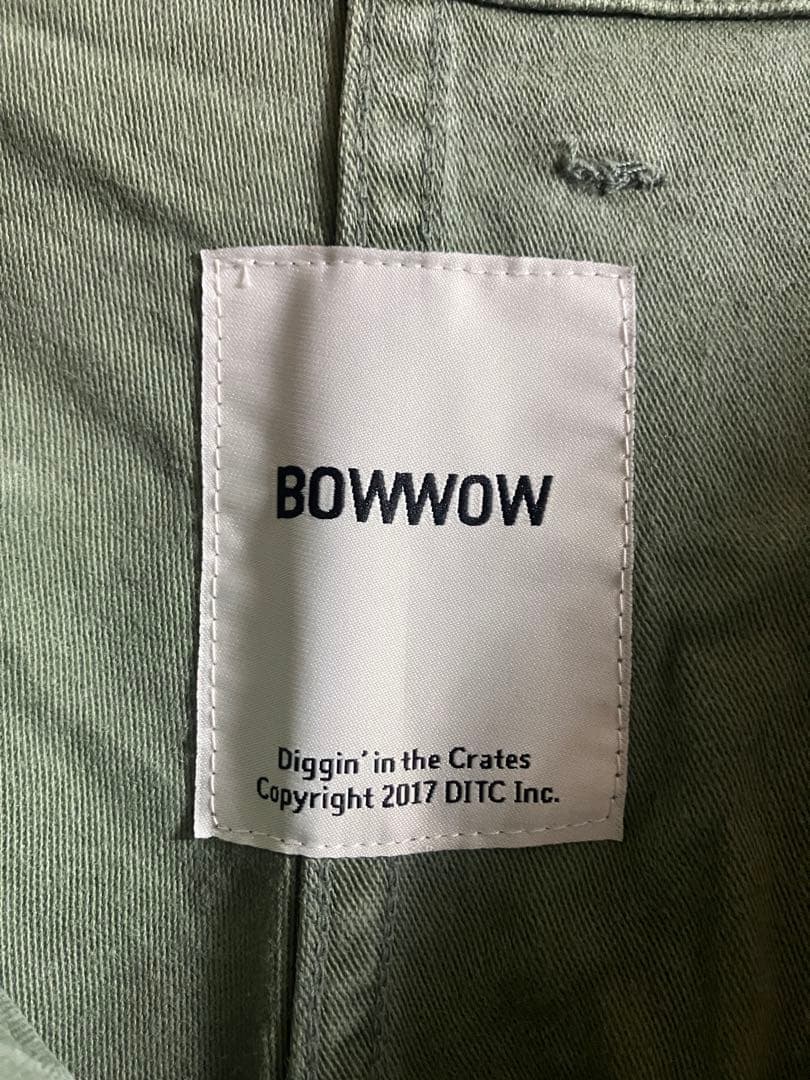 BOWWOW
Diggin' in the Crates
Copyright 2017 DITC Inc.